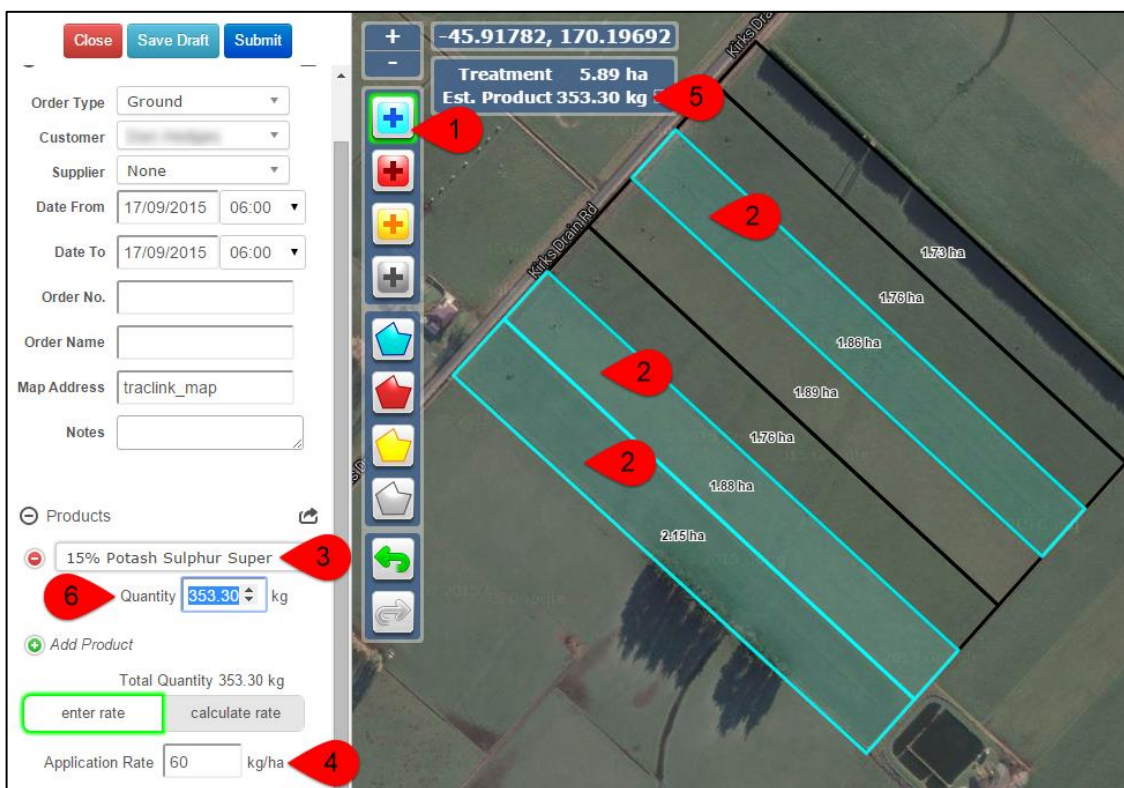 Close Save Draft Submit
Order Type Ground
Customer
Supplier None
Date From 17/09/2015 06:00
Date To 17/09/2015 06:00
Order No.
Order Name
Map Address traclink_map
Notes
Products
15% Potash Sulphur Super 3
6 Quantity 353.30 kg
Add Product
Total Quantity 353.30 kg
enter rate calculate rate
Application Rate 60 kg/ha 4
+
-
-45.91782, 170.19692
Treatment 5.89 ha
Est. Product 353.30 kg 5
1
Kirks Drain Rd
2
1.73 ha
1.76 ha
1.86 ha
1.89 ha
1.76 ha
1.88 ha
2.15 ha
2
2
Kirks Drain Rd